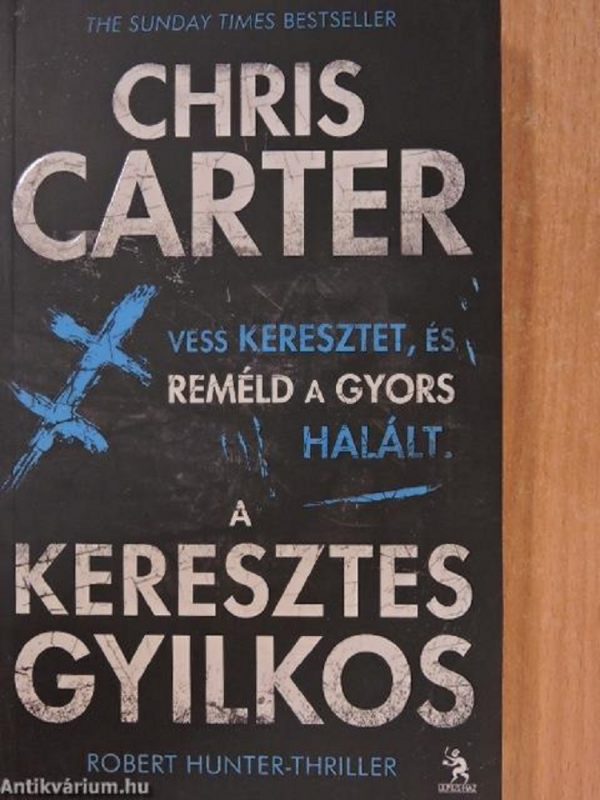 THE SUNDAY TIMES BESTSELLER
CHRIS
CARTER
VESS KERESZTET, ÉS
REMÉLD A GYORS
HALÁLT.
A
KERESZTES
GYILKOS
ROBERT HUNTER-THRILLER
Antikvárium.hu